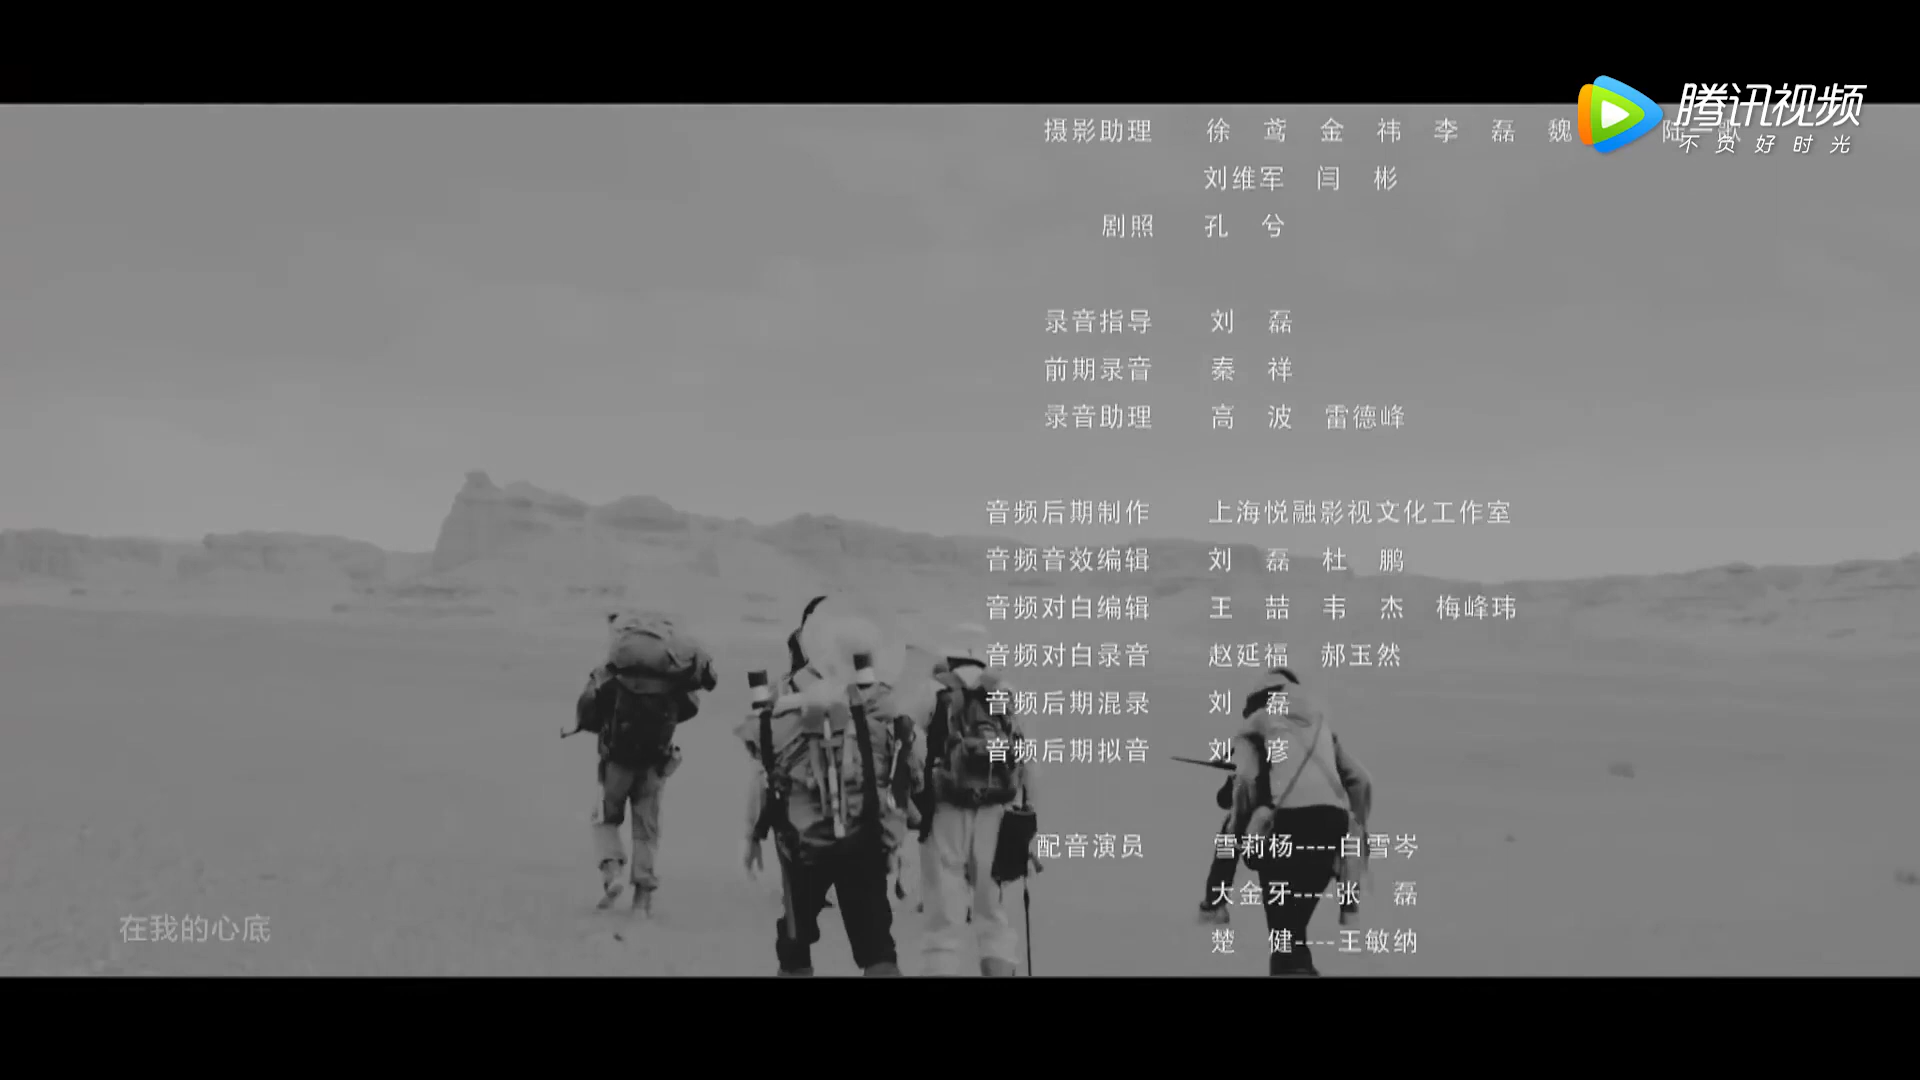 腾讯视频
不负好时光
摄影助理 徐 鸢 金 祎 李 磊 魏 陆 歌
刘维军 闫 彬
剧照 孔 兮
录音指导 刘 磊
前期录音 秦 祥
录音助理 高 波 雷德峰
音频后期制作 上海悦融影视文化工作室
音频音效编辑 刘 磊 杜 鹏
音频对白编辑 王 喆 韦 杰 梅峰玮
音频对白录音 赵延福 郝玉然
音频后期混录 刘 磊
音频后期拟音 刘 彦
配音演员 雪莉杨----白雪岑
大金牙----张 磊
楚 健----王敏纳
在我的心底